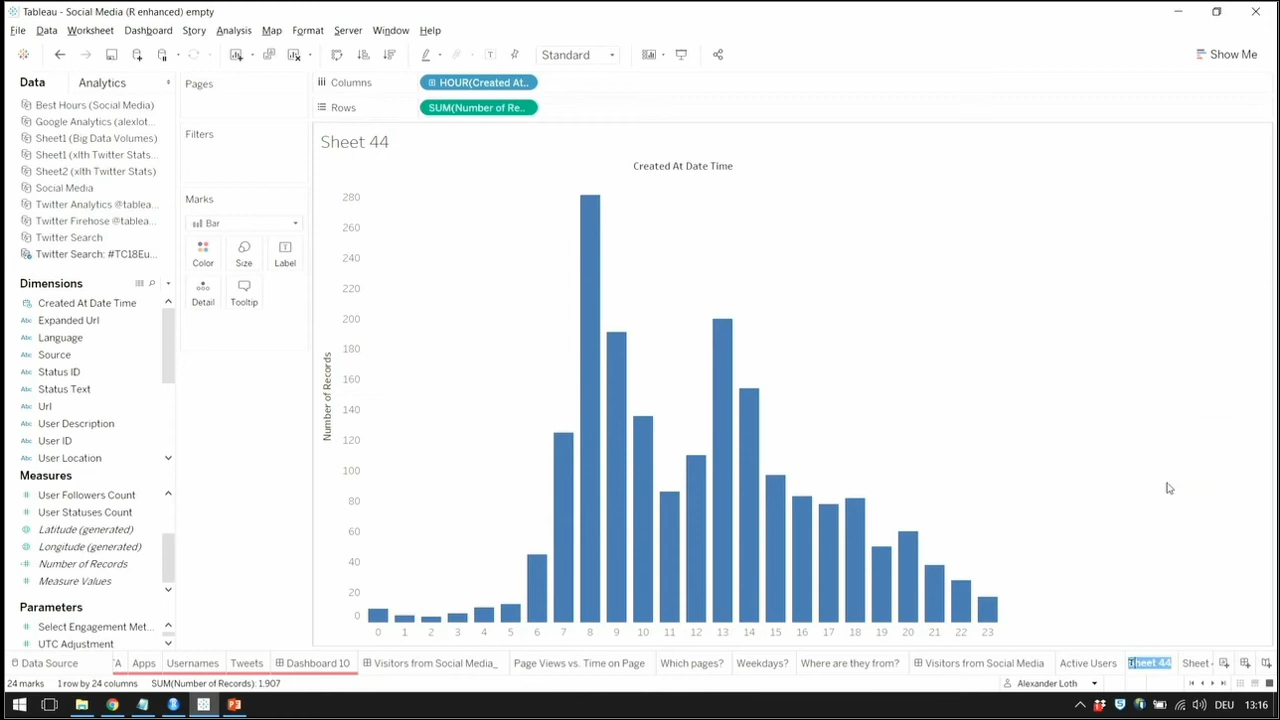 Tableau - Social Media (R enhanced) empty
File Data Worksheet Dashboard Story Analysis Map Format Server Window Help
Standard
Show Me
Data Analytics
Best Hours (Social Media)
Google Analytics (alexlot...
Sheet1 (Big Data Volumes)
Sheet1 (xlth Twitter Stats...
Sheet2 (xlth Twitter Stats)
Social Media
Twitter Analytics @tablea...
Twitter Firehose @tablea...
Twitter Search
Twitter Search: #TC18Eu...
Dimensions
Created At Date Time
Expanded Url
Language
Source
Status ID
Status Text
Url
User Description
User ID
User Location
Measures
User Followers Count
User Statuses Count
Latitude (generated)
Longitude (generated)
Number of Records
Measure Values
Parameters
Select Engagement Met...
UTC Adjustment
Pages
Filters
Marks
Bar
Color Size Label
Detail Tooltip
Columns HOUR(Created At..
Rows SUM(Number of Re..
Sheet 44
Created At Date Time
Number of Records
280
260
240
220
200
180
160
140
120
100
80
60
40
20
0
0 1 2 3 4 5 6 7 8 9 10 11 12 13 14 15 16 17 18 19 20 21 22 23
Data Source Apps Usernames Tweets Dashboard 10 Visitors from Social Media_ Page Views vs. Time on Page Which pages? Weekdays? Where are they from? Visitors from Social Media Active Users Sheet 44 Sheet
24 marks 1 row by 24 columns SUM(Number of Records): 1.907 Alexander Loth
DEU 13:16